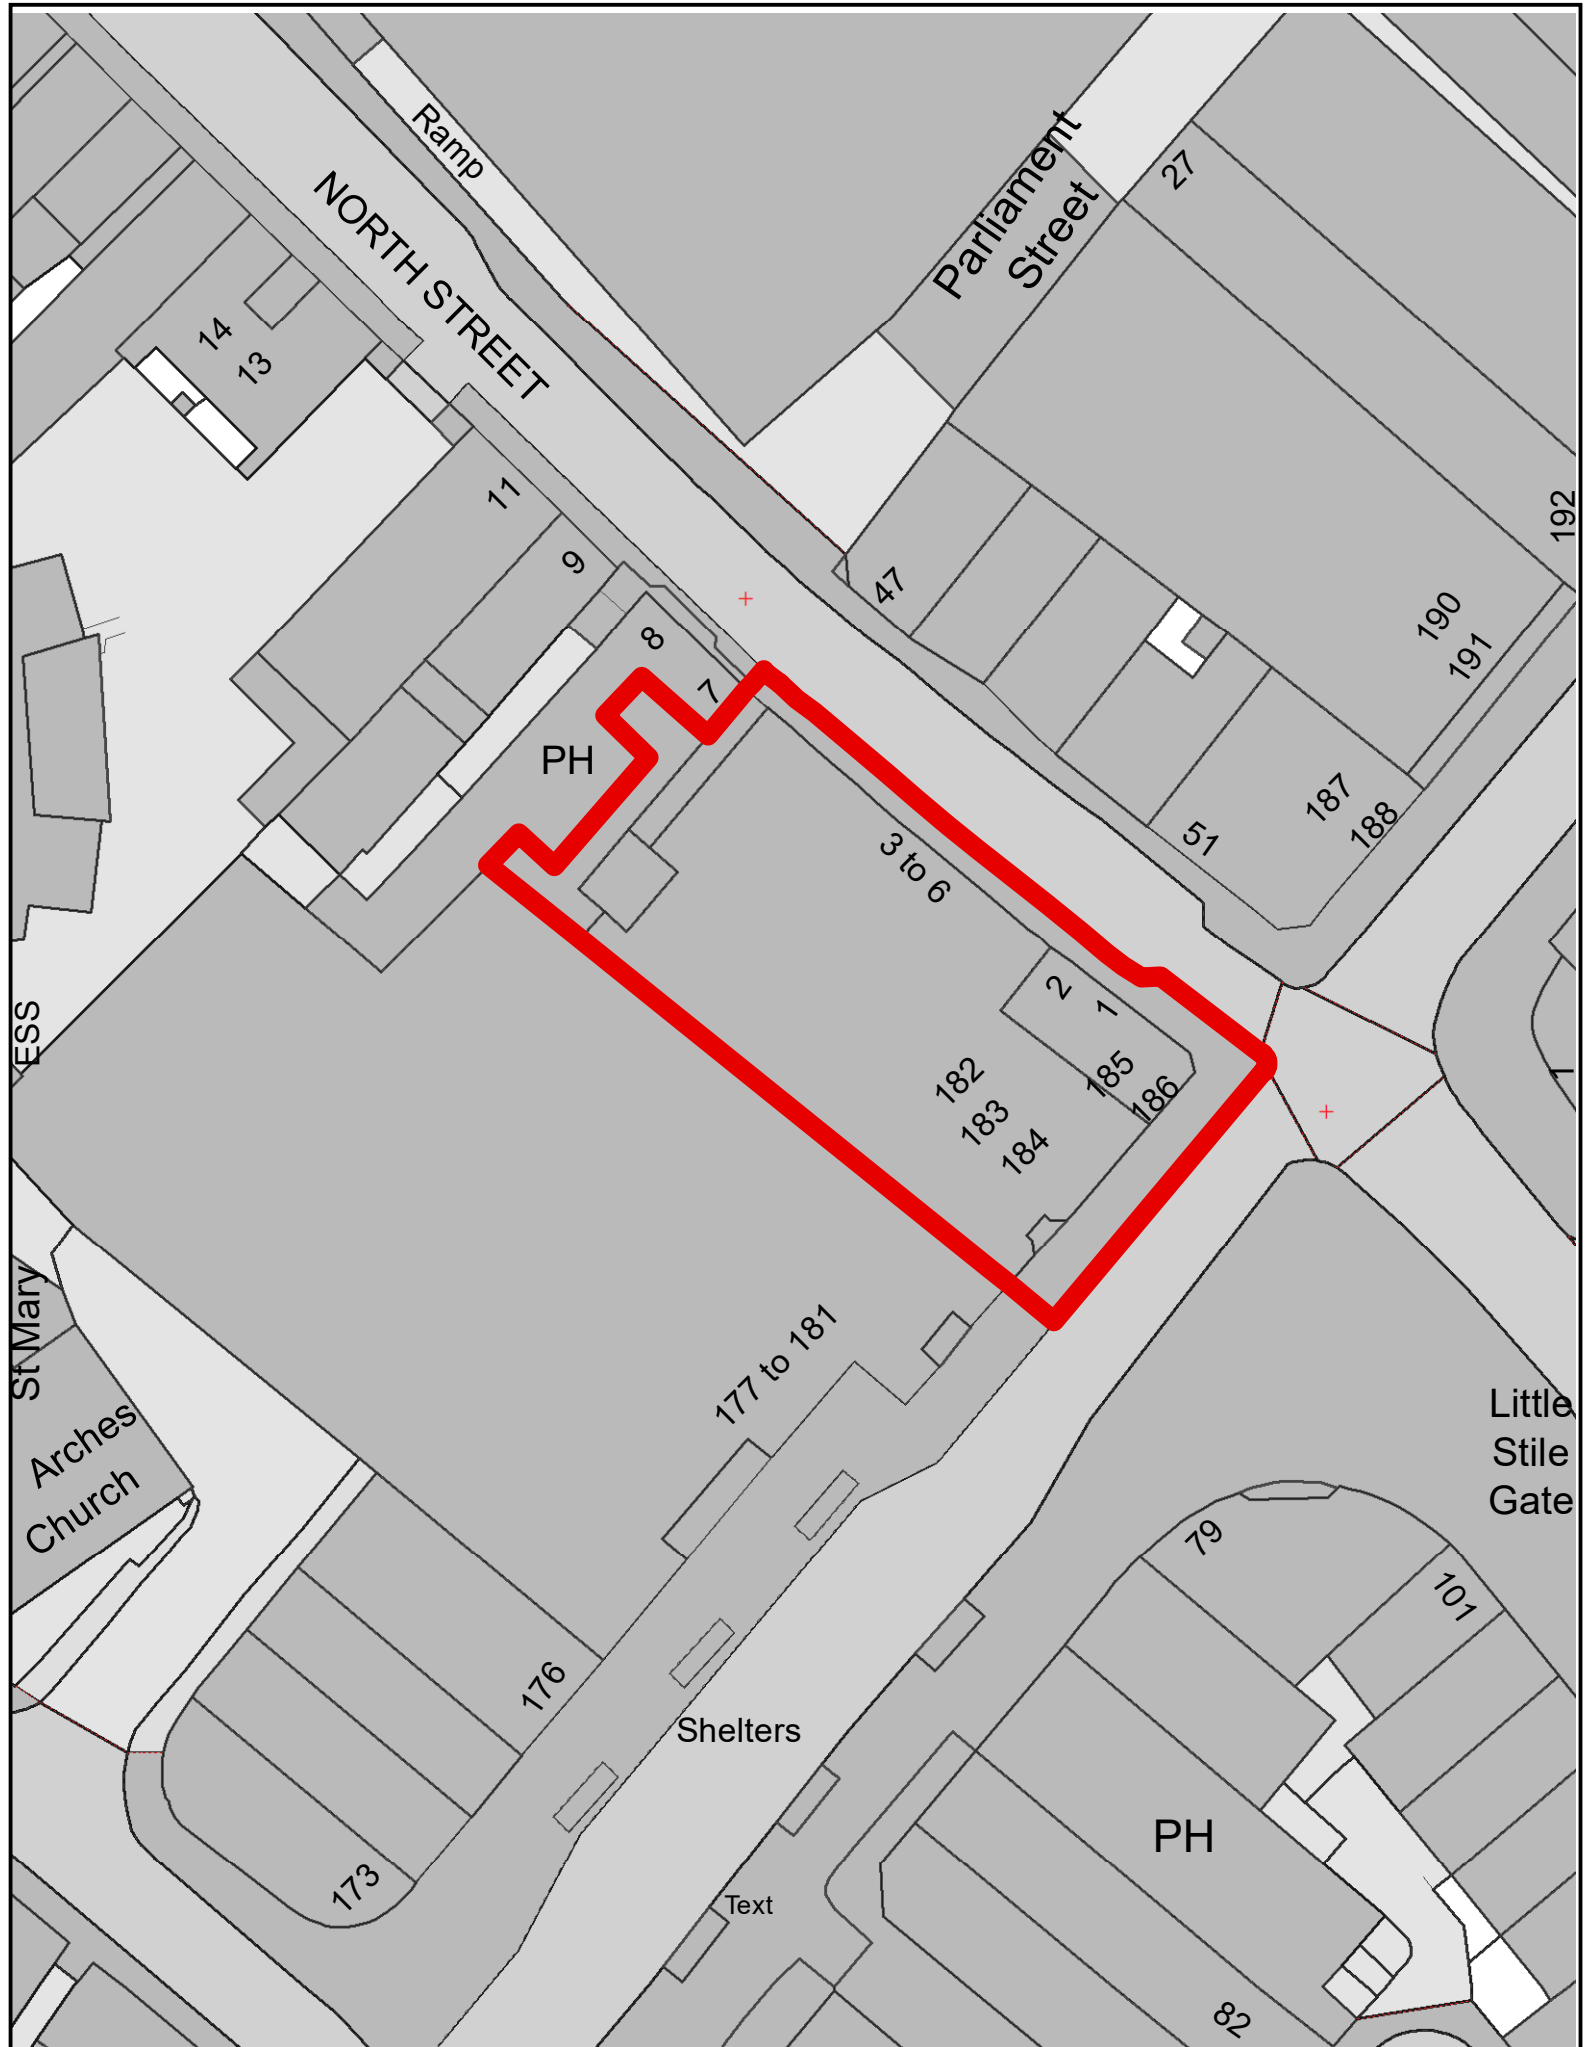 Ramp
NORTH STREET
Parliament
Street
27
14
13
11
9
8
7
PH
47
192
190
191
187
188
51
3 to 6
2
1
185
186
182
183
184
ESS
1
St Mary
Arches
Church
177 to 181
Little
Stile
Gate
79
101
176
Shelters
173
PH
Text
82